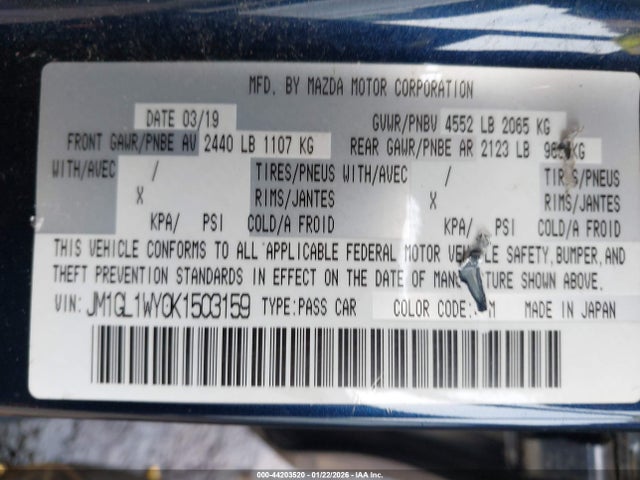 MFD. BY MAZDA MOTOR CORPORATION
DATE 03/19 GVWR/PNBV 4552 LB 2065 KG
FRONT GAWR/PNBE AV 2440 LB 1107 KG REAR GAWR/PNBE AR 2123 LB KG
WITH/AVEC / TIRES/PNEUS WITH/AVEC / TIRES/PNEUS
X RIMS/JANTES X RIMS/JANTES
KPA/ PSI COLD/A FROID KPA/ PSI COLD/A FROID
THIS VEHICLE CONFORMS TO ALL APPLICABLE FEDERAL MOTOR SAFETY,BUMPER,AND
THEFT PREVENTION STANDARDS IN EFFECT ON THE DATE OF SHOWN ABOVE.
VIN: JM1GL1WY0K1503159 TYPE:PASS CAR COLOR CODE: M MADE IN JAPAN
000-44203520 - 01/22/2026 - IAA Inc.